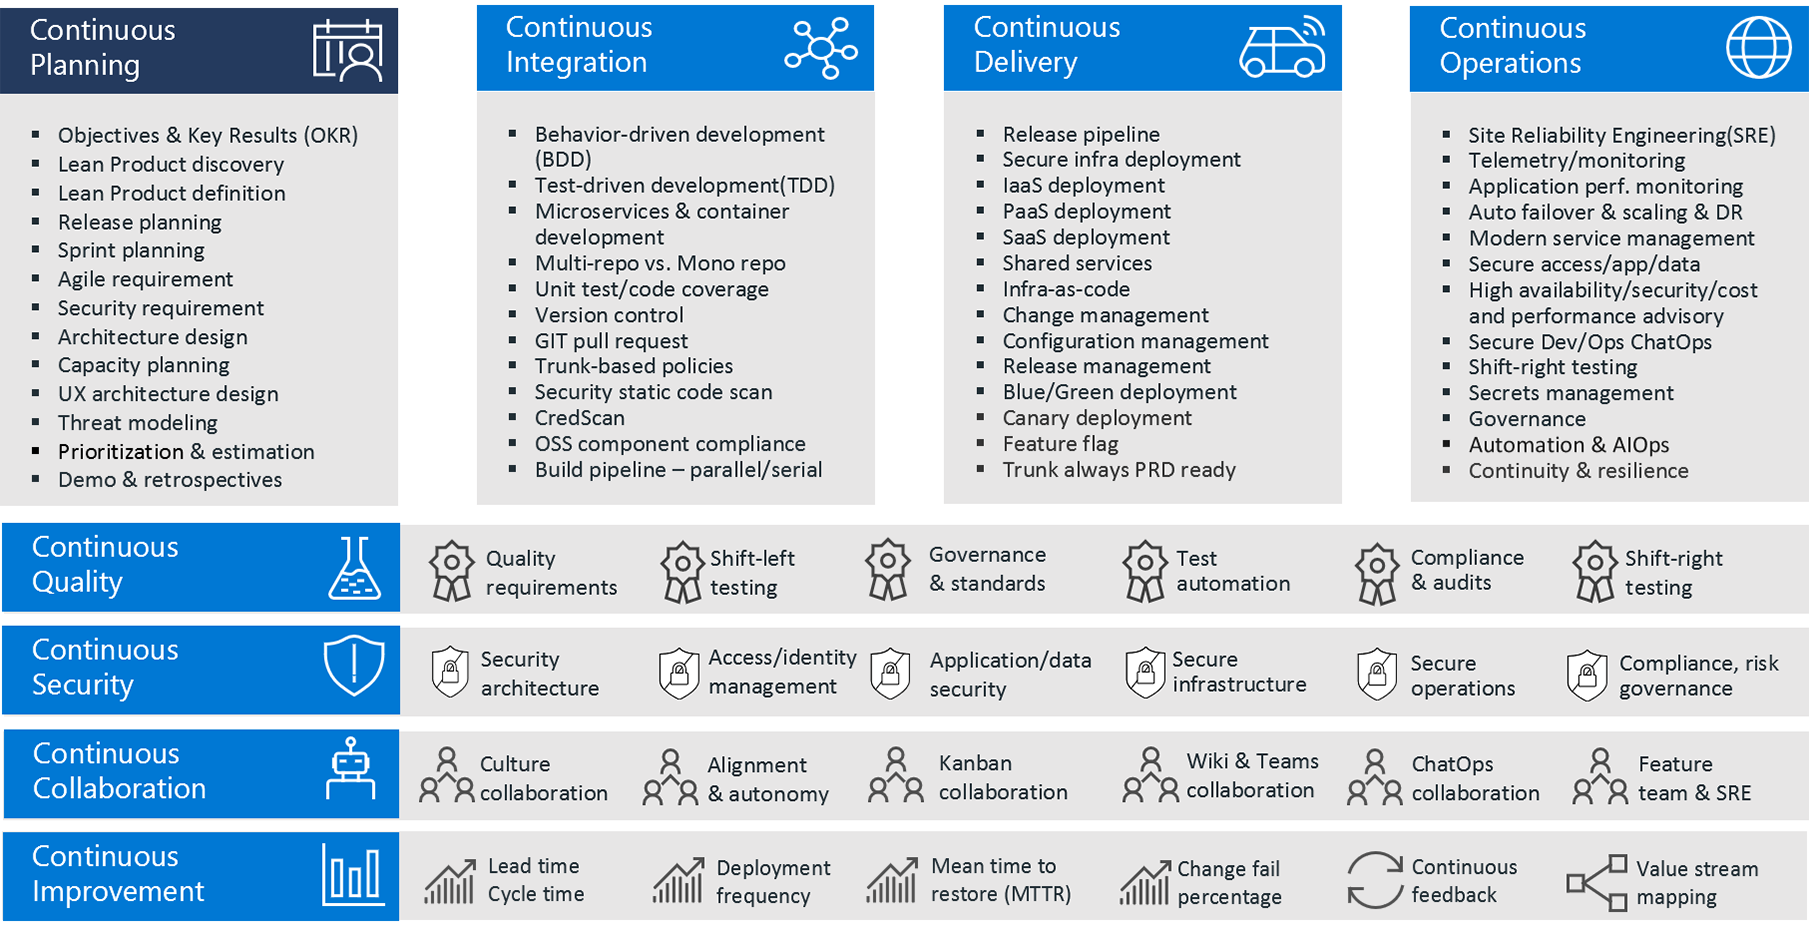 Continuous
Planning
Objectives & Key Results (OKR)
Lean Product discovery
Lean Product definition
Release planning
Sprint planning
Agile requirement
Security requirement
Architecture design
Capacity planning
UX architecture design
Threat modeling
Prioritization & estimation
Demo & retrospectives
Continuous
Integration
Behavior-driven development
(BDD)
Test-driven development(TDD)
Microservices & container
development
Multi-repo vs. Mono repo
Unit test/code coverage
Version control
GIT pull request
Trunk-based policies
Security static code scan
CredScan
OSS component compliance
Build pipeline – parallel/serial
Continuous
Delivery
Release pipeline
Secure infra deployment
IaaS deployment
PaaS deployment
SaaS deployment
Shared services
Infra-as-code
Change management
Configuration management
Release management
Blue/Green deployment
Canary deployment
Feature flag
Trunk always PRD ready
Continuous
Operations
Site Reliability Engineering(SRE)
Telemetry/monitoring
Application perf. monitoring
Auto failover & scaling & DR
Modern service management
Secure access/app/data
High availability/security/cost
and performance advisory
Secure Dev/Ops ChatOps
Shift-right testing
Secrets management
Governance
Automation & AIOps
Continuity & resilience
Continuous
Quality
Quality
requirements
Shift-left
testing
Governance
& standards
Test
automation
Compliance
& audits
Shift-right
testing
Continuous
Security
Security
architecture
Access/identity
management
Application/data
security
Secure
infrastructure
Secure
operations
Compliance, risk
governance
Continuous
Collaboration
Culture
collaboration
Alignment
& autonomy
Kanban
collaboration
Wiki & Teams
collaboration
ChatOps
collaboration
Feature
team & SRE
Continuous
Improvement
Lead time
Cycle time
Deployment
frequency
Mean time to
restore (MTTR)
Change fail
percentage
Continuous
feedback
Value stream
mapping